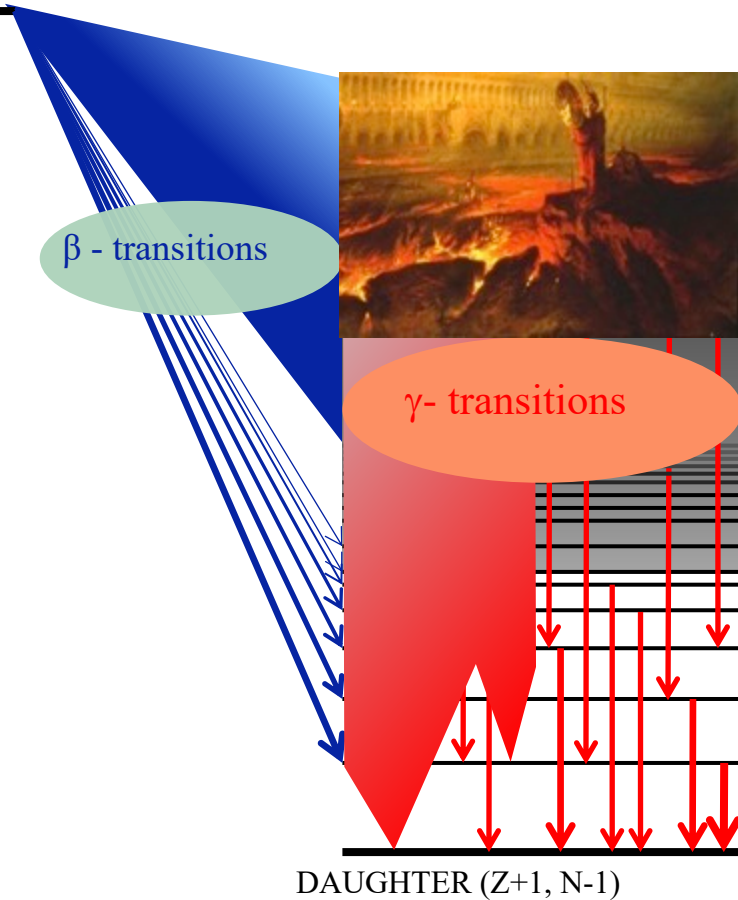 β - transitions
γ- transitions
DAUGHTER (Z+1, N-1)